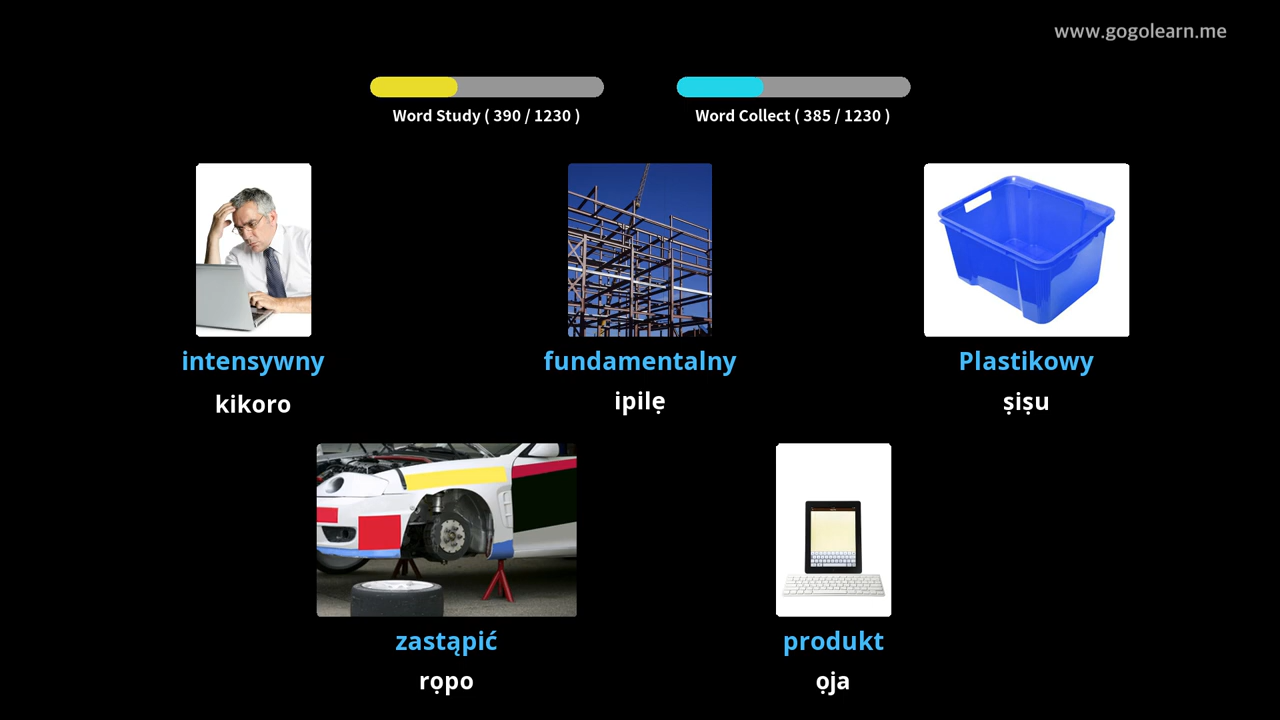 www.gogolearn.me
Word Study ( 390 / 1230 )
Word Collect ( 385 / 1230 )
intensywny
kikoro
fundamentalny
ipilẹ
Plastikowy
ṣiṣu
zastąpić
rọpo
produkt
ọja